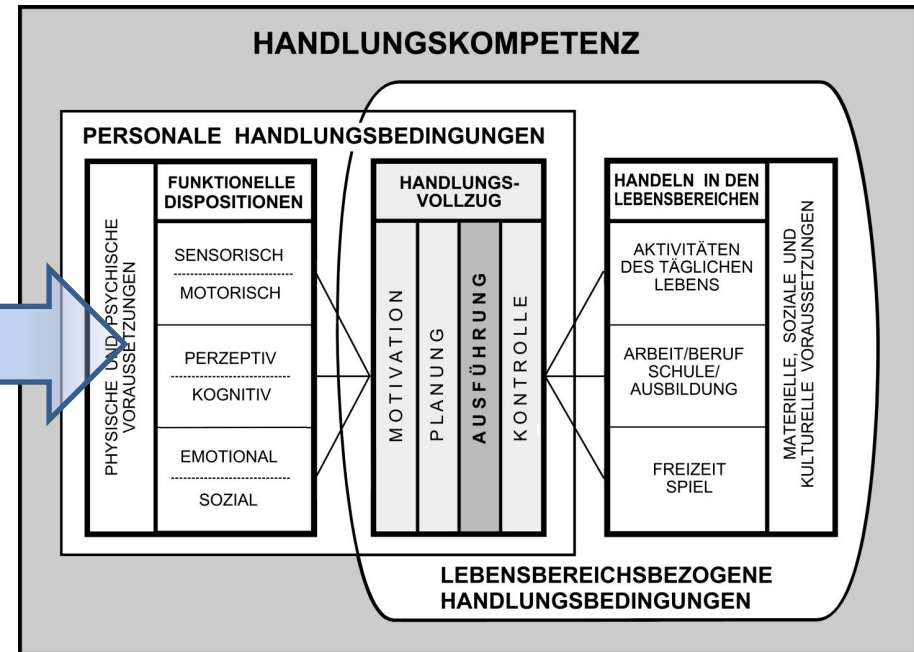 HANDLUNGSKOMPETENZ
PERSONALE HANDLUNGSBEDINGUNGEN
PHYSISCHE UND PSYCHISCHE
VORAUSSETZUNGEN
FUNKTIONELLE
DISPOSITIONEN
SENSORISCH
MOTORISCH
PERZEPTIV
KOGNITIV
EMOTIONAL
SOZIAL
HANDLUNGS-
VOLLZUG
MOTIVATION
PLANUNG
AUSFÜHRUNG
KONTROLLE
HANDELN IN DEN
LEBENSBEREICHEN
AKTIVITÄTEN
DES TÄGLICHEN
LEBENS
ARBEIT/BERUF
SCHULE/
AUSBILDUNG
FREIZEIT
SPIEL
MATERIELLE, SOZIALE UND
KULTURELLE VORAUSSETZUNGEN
LEBENSBEREICHSBEZOGENE
HANDLUNGSBEDINGUNGEN